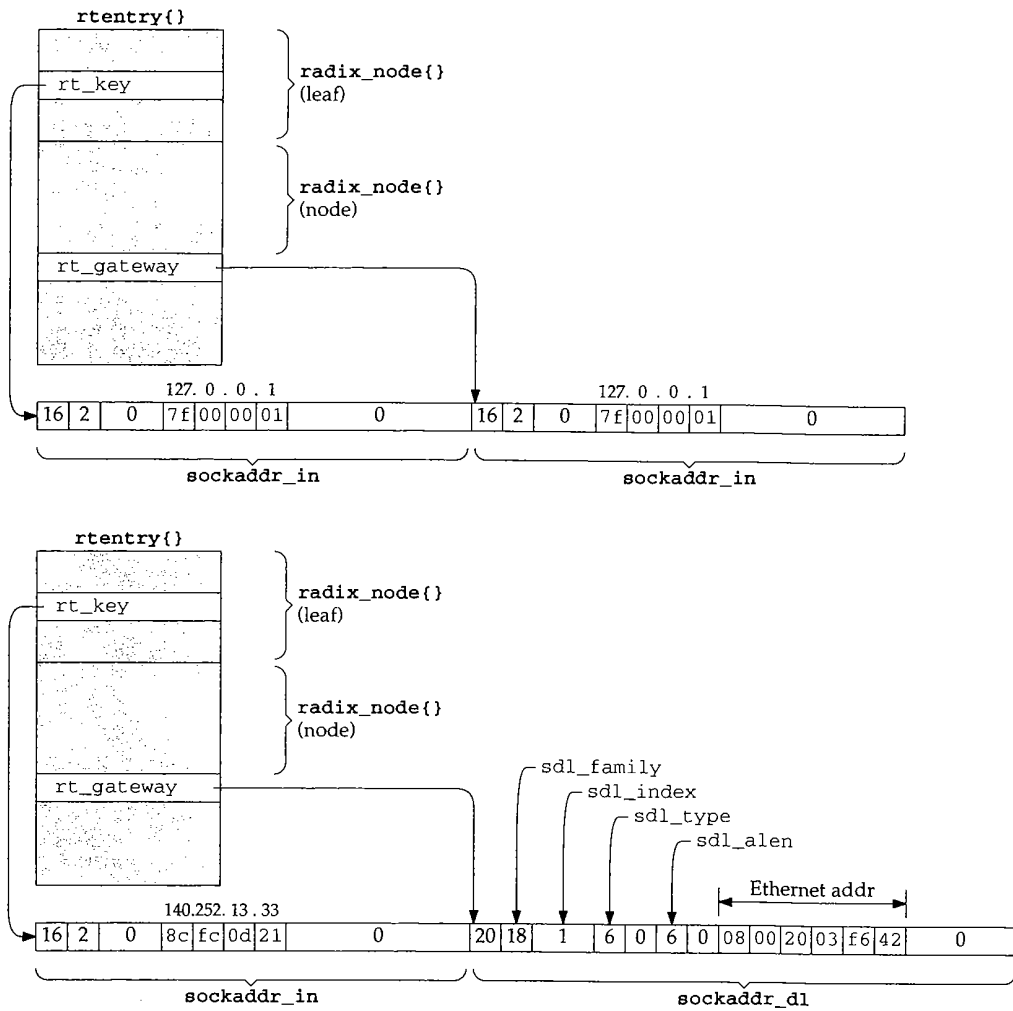 rtentry{}
radix_node{}
(leaf)
rt_key
radix_node{}
(node)
rt_gateway
127. 0 . 0 . 1 127. 0 . 0 . 1
16 2 0 7f 00 00 01 0 16 2 0 7f 00 00 01 0
sockaddr_in sockaddr_in
rtentry{}
radix_node{}
(leaf)
rt_key
radix_node{}
(node)
rt_gateway
sdl_family
sdl_index
sdl_type
sdl_alen
Ethernet addr
140.252. 13 . 33
16 2 0 8c fc 0d 21 0 20 18 1 6 0 6 0 08 00 20 03 f6 42 0
sockaddr_in sockaddr_dl